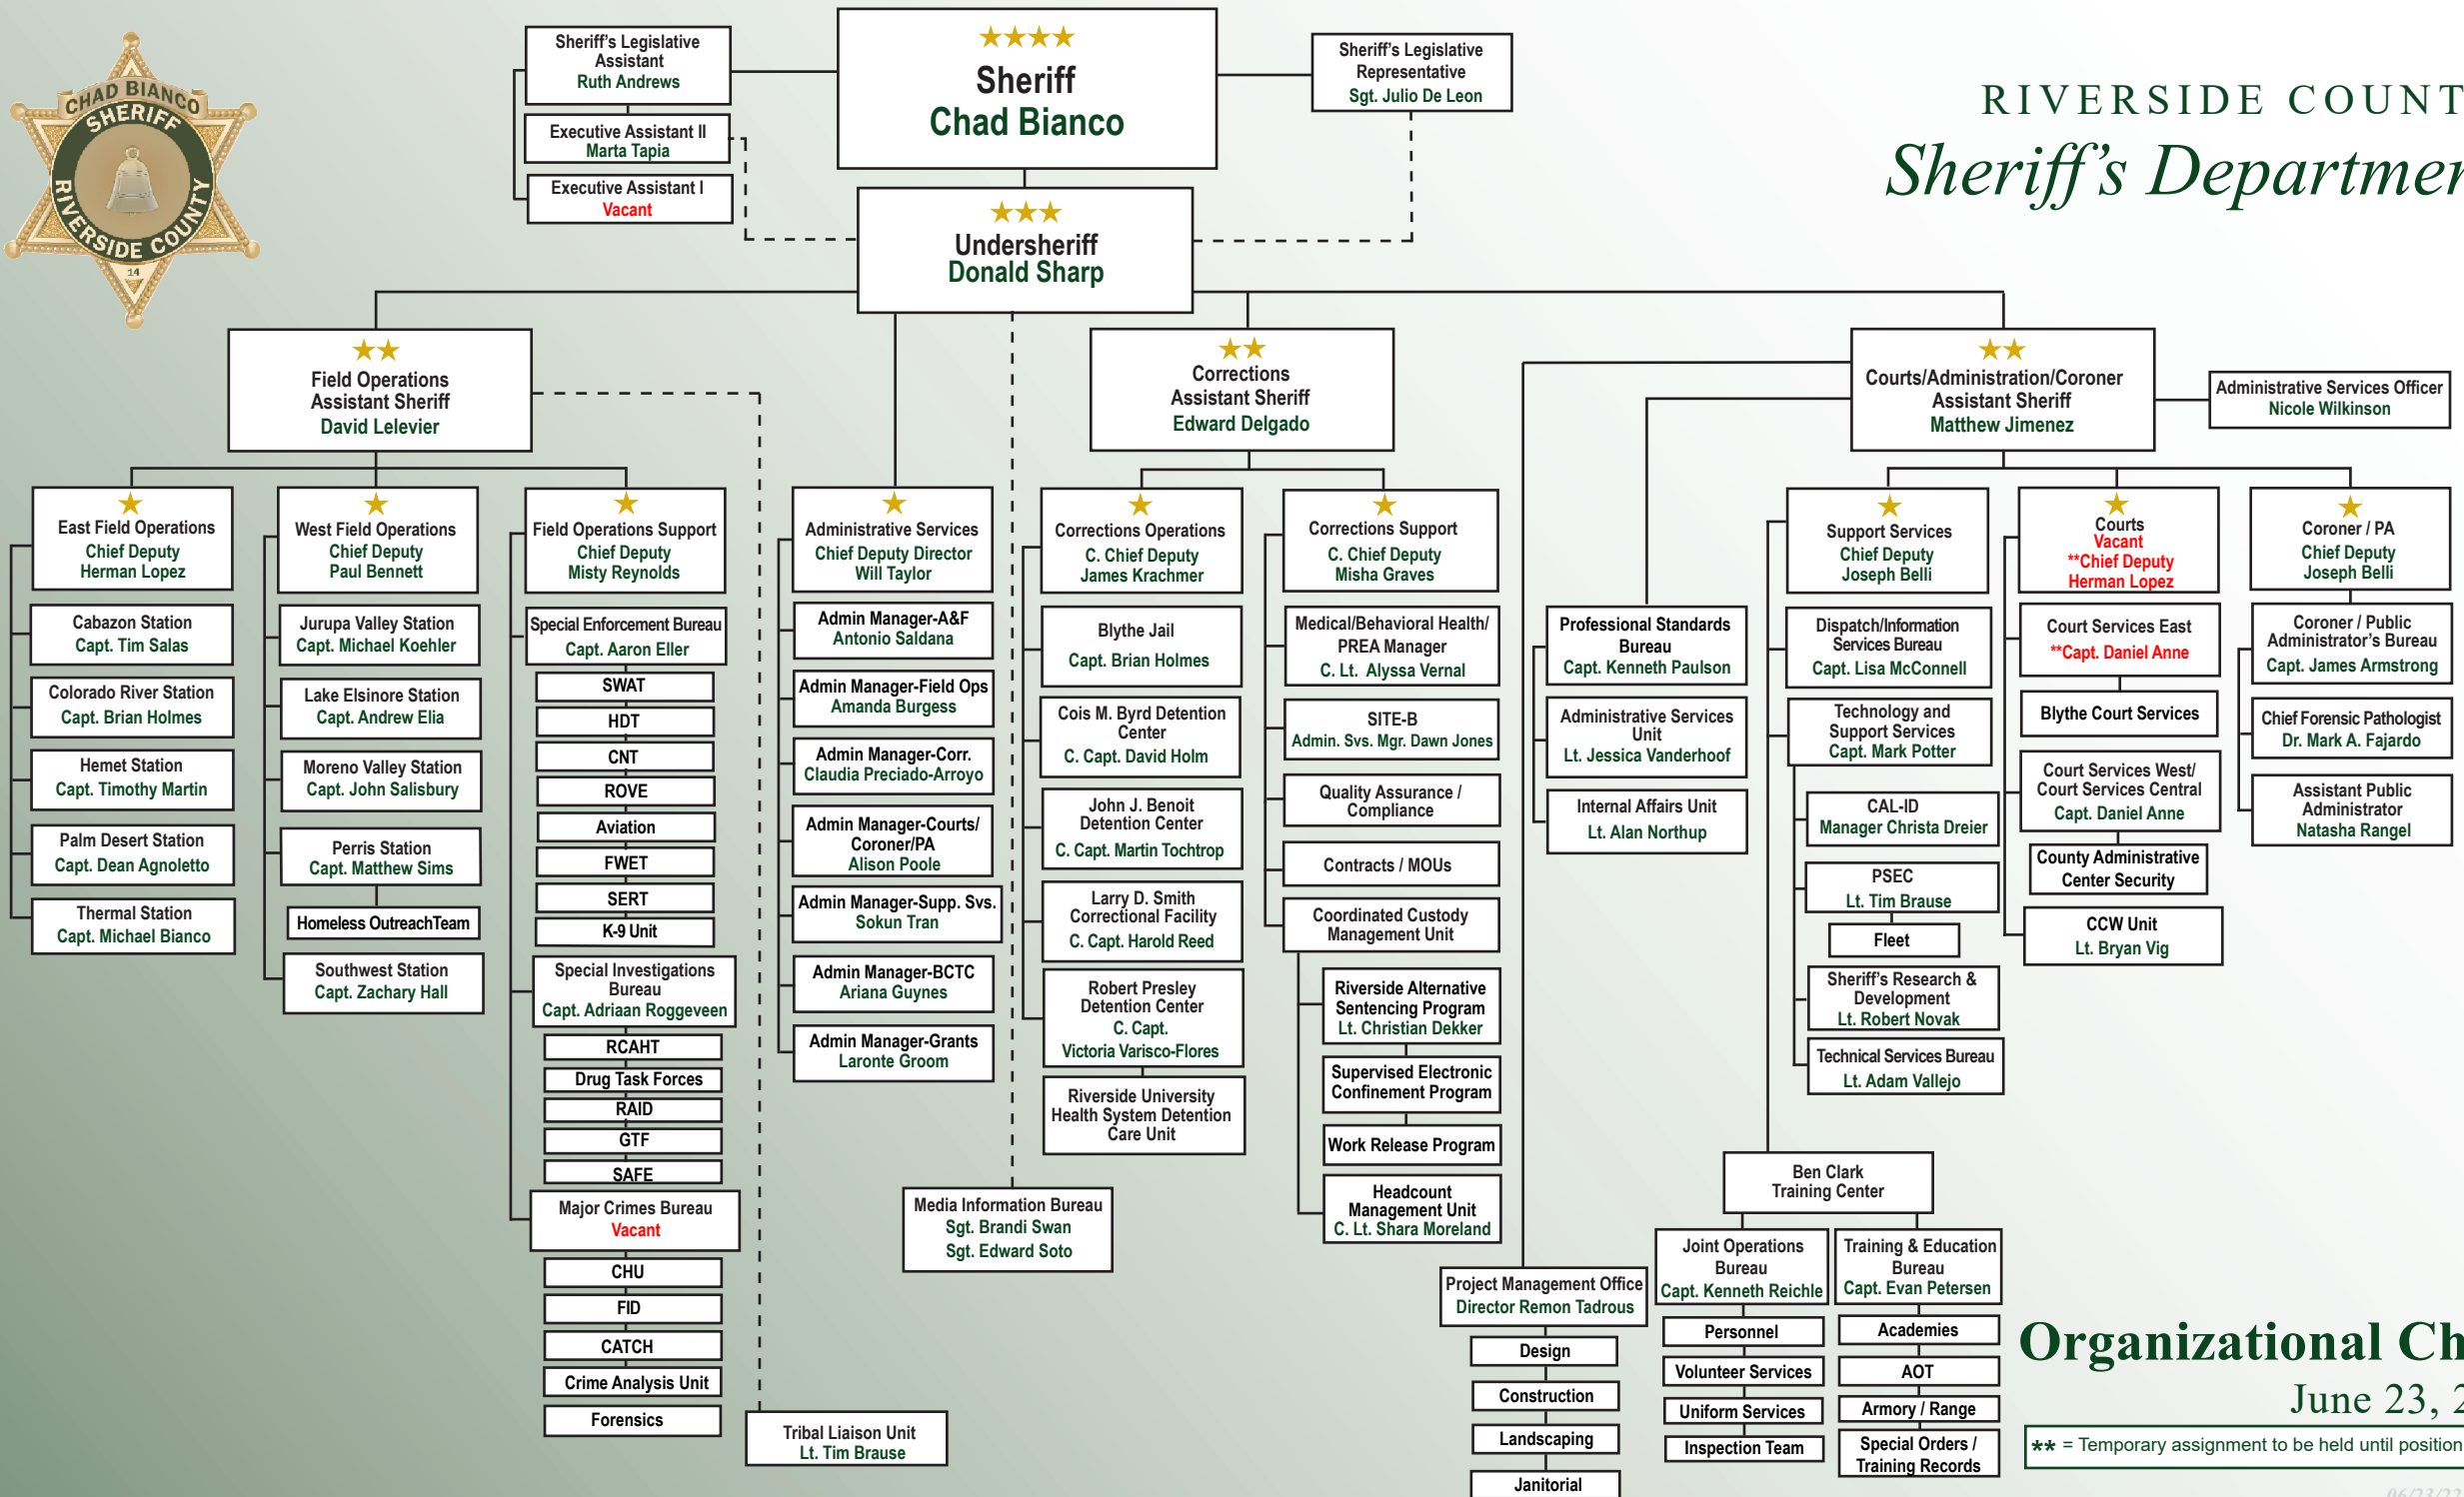 CHAD BIANCO
SHERIFF
RIVERSIDE COUNTY
14
Sheriff's Legislative
Assistant
Ruth Andrews
Executive Assistant II
Marta Tapia
Executive Assistant I
Vacant
Sheriff
Chad Bianco
Sheriff's Legislative
Representative
Sgt. Julio De Leon
RIVERSIDE COUNT
Sheriff's Departmen
Undersheriff
Donald Sharp
Field Operations
Assistant Sheriff
David Lelevier
Corrections
Assistant Sheriff
Edward Delgado
Courts/Administration/Coroner
Assistant Sheriff
Matthew Jimenez
Administrative Services Officer
Nicole Wilkinson
East Field Operations
Chief Deputy
Herman Lopez
Cabazon Station
Capt. Tim Salas
Colorado River Station
Capt. Brian Holmes
Hemet Station
Capt. Timothy Martin
Palm Desert Station
Capt. Dean Agnoletto
Thermal Station
Capt. Michael Bianco
West Field Operations
Chief Deputy
Paul Bennett
Jurupa Valley Station
Capt. Michael Koehler
Lake Elsinore Station
Capt. Andrew Elia
Moreno Valley Station
Capt. John Salisbury
Perris Station
Capt. Matthew Sims
Homeless OutreachTeam
Southwest Station
Capt. Zachary Hall
Field Operations Support
Chief Deputy
Misty Reynolds
Special Enforcement Bureau
Capt. Aaron Eller
SWAT
HDT
CNT
ROVE
Aviation
FWET
SERT
K-9 Unit
Special Investigations
Bureau
Capt. Adriaan Roggeveen
RCAHT
Drug Task Forces
RAID
GTF
SAFE
Major Crimes Bureau
Vacant
CHU
FID
CATCH
Crime Analysis Unit
Forensics
Tribal Liaison Unit
Lt. Tim Brause
Administrative Services
Chief Deputy Director
Will Taylor
Admin Manager-A&F
Antonio Saldana
Admin Manager-Field Ops
Amanda Burgess
Admin Manager-Corr.
Claudia Preciado-Arroyo
Admin Manager-Courts/
Coroner/PA
Alison Poole
Admin Manager-Supp. Svs.
Sokun Tran
Admin Manager-BCTC
Ariana Guynes
Admin Manager-Grants
Laronte Groom
Media Information Bureau
Sgt. Brandi Swan
Sgt. Edward Soto
Corrections Operations
C. Chief Deputy
James Krachmer
Blythe Jail
Capt. Brian Holmes
Cois M. Byrd Detention
Center
C. Capt. David Holm
John J. Benoit
Detention Center
C. Capt. Martin Tochtrop
Larry D. Smith
Correctional Facility
C. Capt. Harold Reed
Robert Presley
Detention Center
C. Capt.
Victoria Varisco-Flores
Riverside University
Health System Detention
Care Unit
Corrections Support
C. Chief Deputy
Misha Graves
Medical/Behavioral Health/
PREA Manager
C. Lt. Alyssa Vernal
SITE-B
Admin. Svs. Mgr. Dawn Jones
Quality Assurance /
Compliance
Contracts / MOUs
Coordinated Custody
Management Unit
Riverside Alternative
Sentencing Program
Lt. Christian Dekker
Supervised Electronic
Confinement Program
Work Release Program
Headcount
Management Unit
C. Lt. Shara Moreland
Professional Standards
Bureau
Capt. Kenneth Paulson
Administrative Services
Unit
Lt. Jessica Vanderhoof
Internal Affairs Unit
Lt. Alan Northup
Project Management Office
Director Remon Tadrous
Design
Construction
Landscaping
Janitorial
Support Services
Chief Deputy
Joseph Belli
Dispatch/Information
Services Bureau
Capt. Lisa McConnell
Technology and
Support Services
Capt. Mark Potter
CAL-ID
Manager Christa Dreier
PSEC
Lt. Tim Brause
Fleet
Sheriff's Research &
Development
Lt. Robert Novak
Technical Services Bureau
Lt. Adam Vallejo
Ben Clark
Training Center
Joint Operations
Bureau
Capt. Kenneth Reichle
Personnel
Volunteer Services
Uniform Services
Inspection Team
Training & Education
Bureau
Capt. Evan Petersen
Academies
AOT
Armory / Range
Special Orders /
Training Records
Courts
Vacant
**Chief Deputy
Herman Lopez
Court Services East
**Capt. Daniel Anne
Blythe Court Services
Court Services West/
Court Services Central
Capt. Daniel Anne
County Administrative
Center Security
CCW Unit
Lt. Bryan Vig
Coroner / PA
Chief Deputy
Joseph Belli
Coroner / Public
Administrator's Bureau
Capt. James Armstrong
Chief Forensic Pathologist
Dr. Mark A. Fajardo
Assistant Public
Administrator
Natasha Rangel
Organizational Ch
June 23, 2
** = Temporary assignment to be held until position
06/23/22